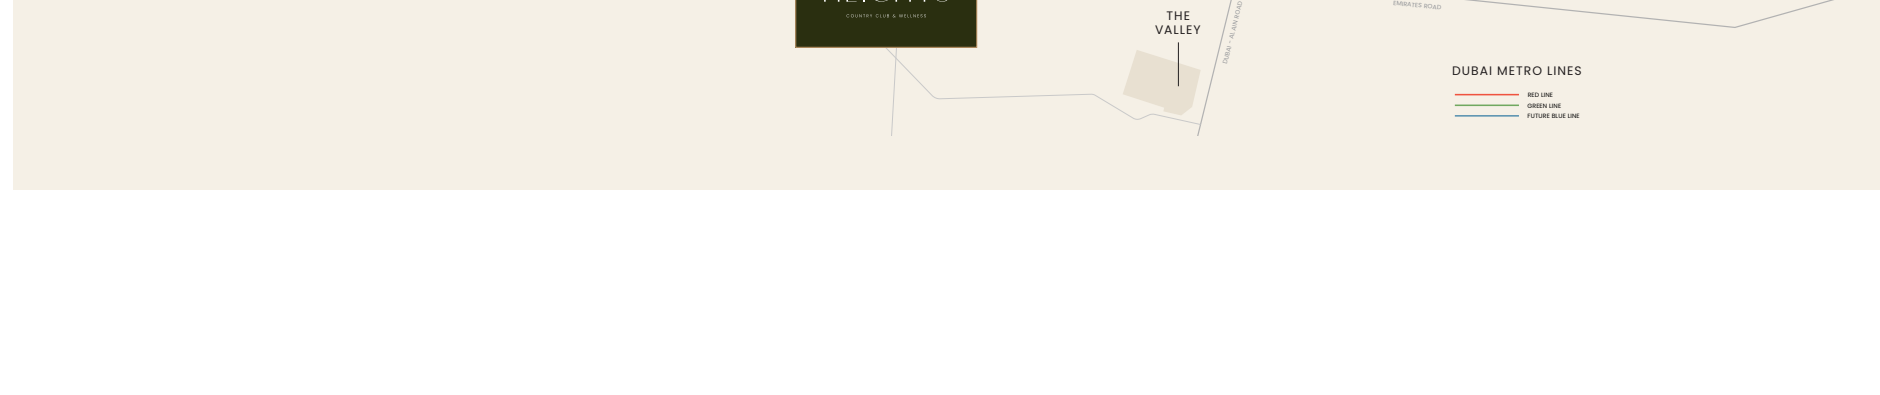 COUNTRY CLUB & WELLNESS
THE
VALLEY
DUBAI - AL AIN ROAD
EMIRATES ROAD
DUBAI METRO LINES
RED LINE
GREEN LINE
FUTURE BLUE LINE